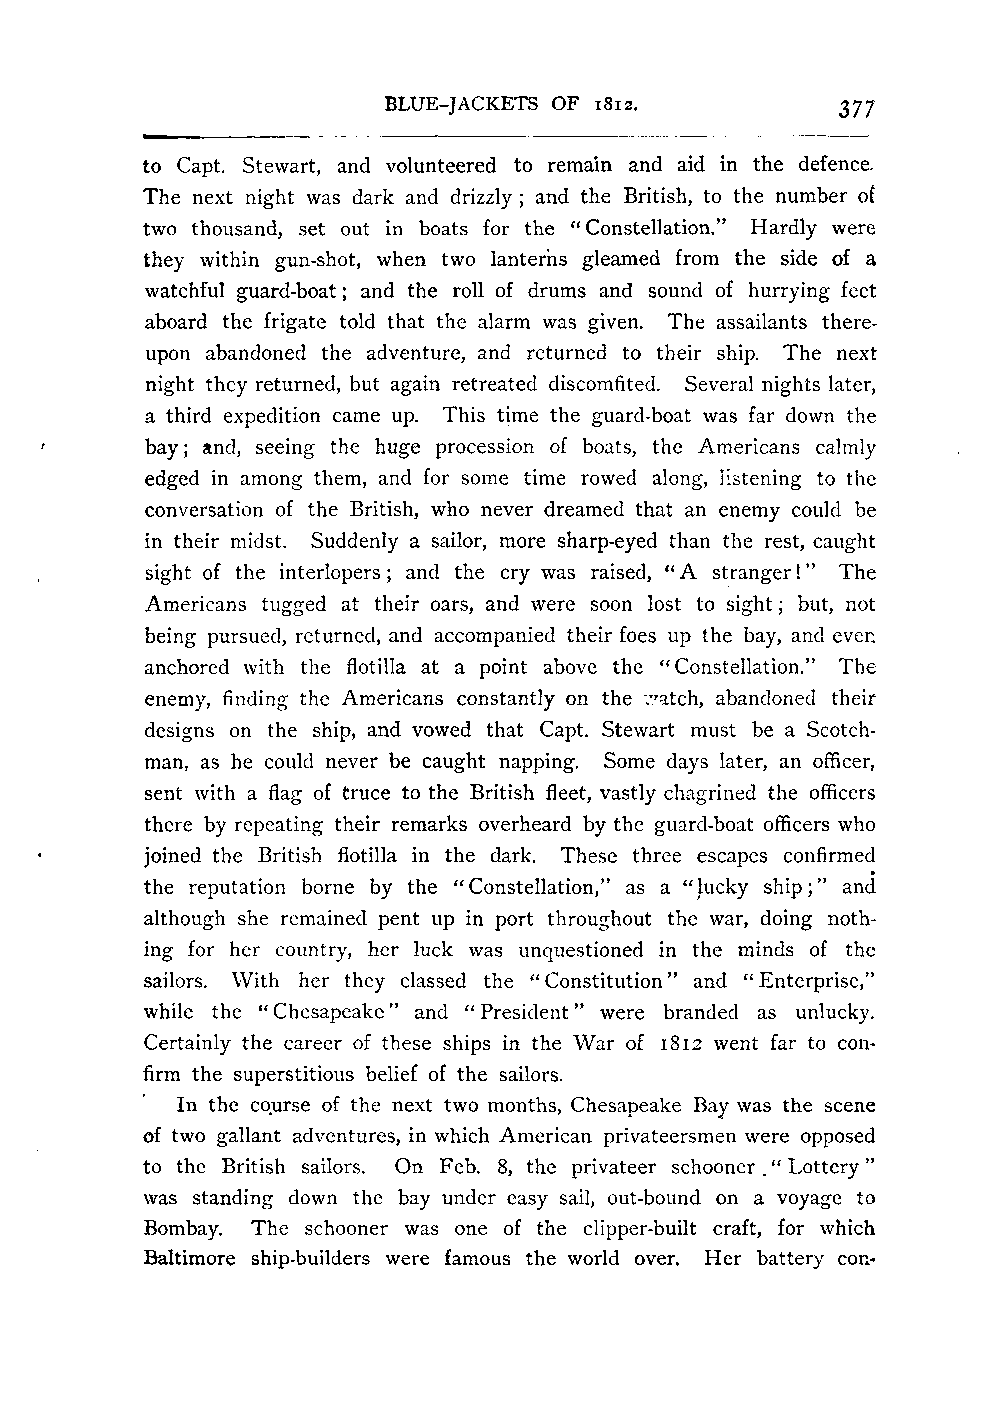 BLUE-JACKETS OF 1812. 377
to Capt. Stewart, and volunteered to remain and aid in the defence.
The next night was dark and drizzly; and the British, to the number of
two thousand, set out in boats for the "Constellation." Hardly were
they within gun-shot, when two lanterns gleamed from the side of a
watchful guard-boat; and the roll of drums and sound of hurrying feet
aboard the frigate told that the alarm was given. The assailants there-
upon abandoned the adventure, and returned to their ship. The next
night they returned, but again retreated discomfited. Several nights later,
a third expedition came up. This time the guard-boat was far down the
bay; and, seeing the huge procession of boats, the Americans calmly
edged in among them, and for some time rowed along, listening to the
conversation of the British, who never dreamed that an enemy could be
in their midst. Suddenly a sailor, more sharp-eyed than the rest, caught
sight of the interlopers; and the cry was raised, "A stranger!" The
Americans tugged at their oars, and were soon lost to sight; but, not
being pursued, returned, and accompanied their foes up the bay, and even
anchored with the flotilla at a point above the "Constellation." The
enemy, finding the Americans constantly on the watch, abandoned their
designs on the ship, and vowed that Capt. Stewart must be a Scotch-
man, as he could never be caught napping. Some days later, an officer,
sent with a flag of truce to the British fleet, vastly chagrined the officers
there by repeating their remarks overheard by the guard-boat officers who
joined the British flotilla in the dark. These three escapes confirmed
the reputation borne by the "Constellation," as a "lucky ship;" and
although she remained pent up in port throughout the war, doing noth-
ing for her country, her luck was unquestioned in the minds of the
sailors. With her they classed the "Constitution" and "Enterprise,"
while the "Chesapeake" and "President" were branded as unlucky.
Certainly the career of these ships in the War of 1812 went far to con-
firm the superstitious belief of the sailors.
In the course of the next two months, Chesapeake Bay was the scene
of two gallant adventures, in which American privateersmen were opposed
to the British sailors. On Feb. 8, the privateer schooner "Lottery"
was standing down the bay under easy sail, out-bound on a voyage to
Bombay. The schooner was one of the clipper-built craft, for which
Baltimore ship-builders were famous the world over. Her battery con-